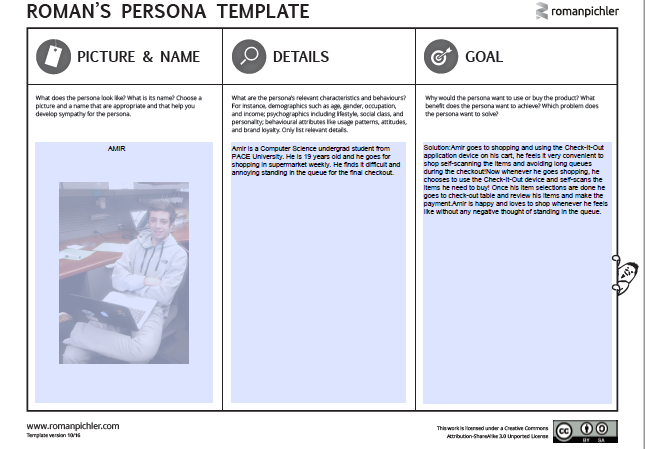 ROMAN'S PERSONA TEMPLATE
romanpichler
PICTURE & NAME
What does the persona look like? What is its name? Choose a
picture and a name that are appropriate and that help you
develop sympathy for the persona.
AMIR
DETAILS
What are the persona's relevant characteristics and behaviours?
For instance, demographics such as age, gender, occupation,
and income; psychographics including lifestyle, social class, and
personality; behavioural attributes like usage patterns, attitudes,
and brand loyalty. Only list relevant details.
Amir is a Computer Science undergrad student from
PACE University. He is 19 years old and he goes for
shopping in supermarket weekly. He finds it difficult and
annoying standing in the queue for the final checkout.
GOAL
Why would the persona want to use or buy the product? What
benefit does the persona want to achieve? Which problem does
the persona want to solve?
Solution:Amir goes to shopping and using the Check-It-Out
application device on his cart, he feels it very convenient to
shop self-scanning the items and avoiding long queues
during the checkout!Now whenever he goes shopping, he
chooses to use the Check-It-Out device and self-scans the
items he need to buy! Once his item selections are done he
goes to check-out table and review his items and make the
payment.Amir is happy and loves to shop whenever he feels
like without any negative thought of standing in the queue.
www.romanpichler.com
Template version 10/16
This work is licensed under a Creative Commons
Attribution-ShareAlike 3.0 Unported License
cc
BY SA